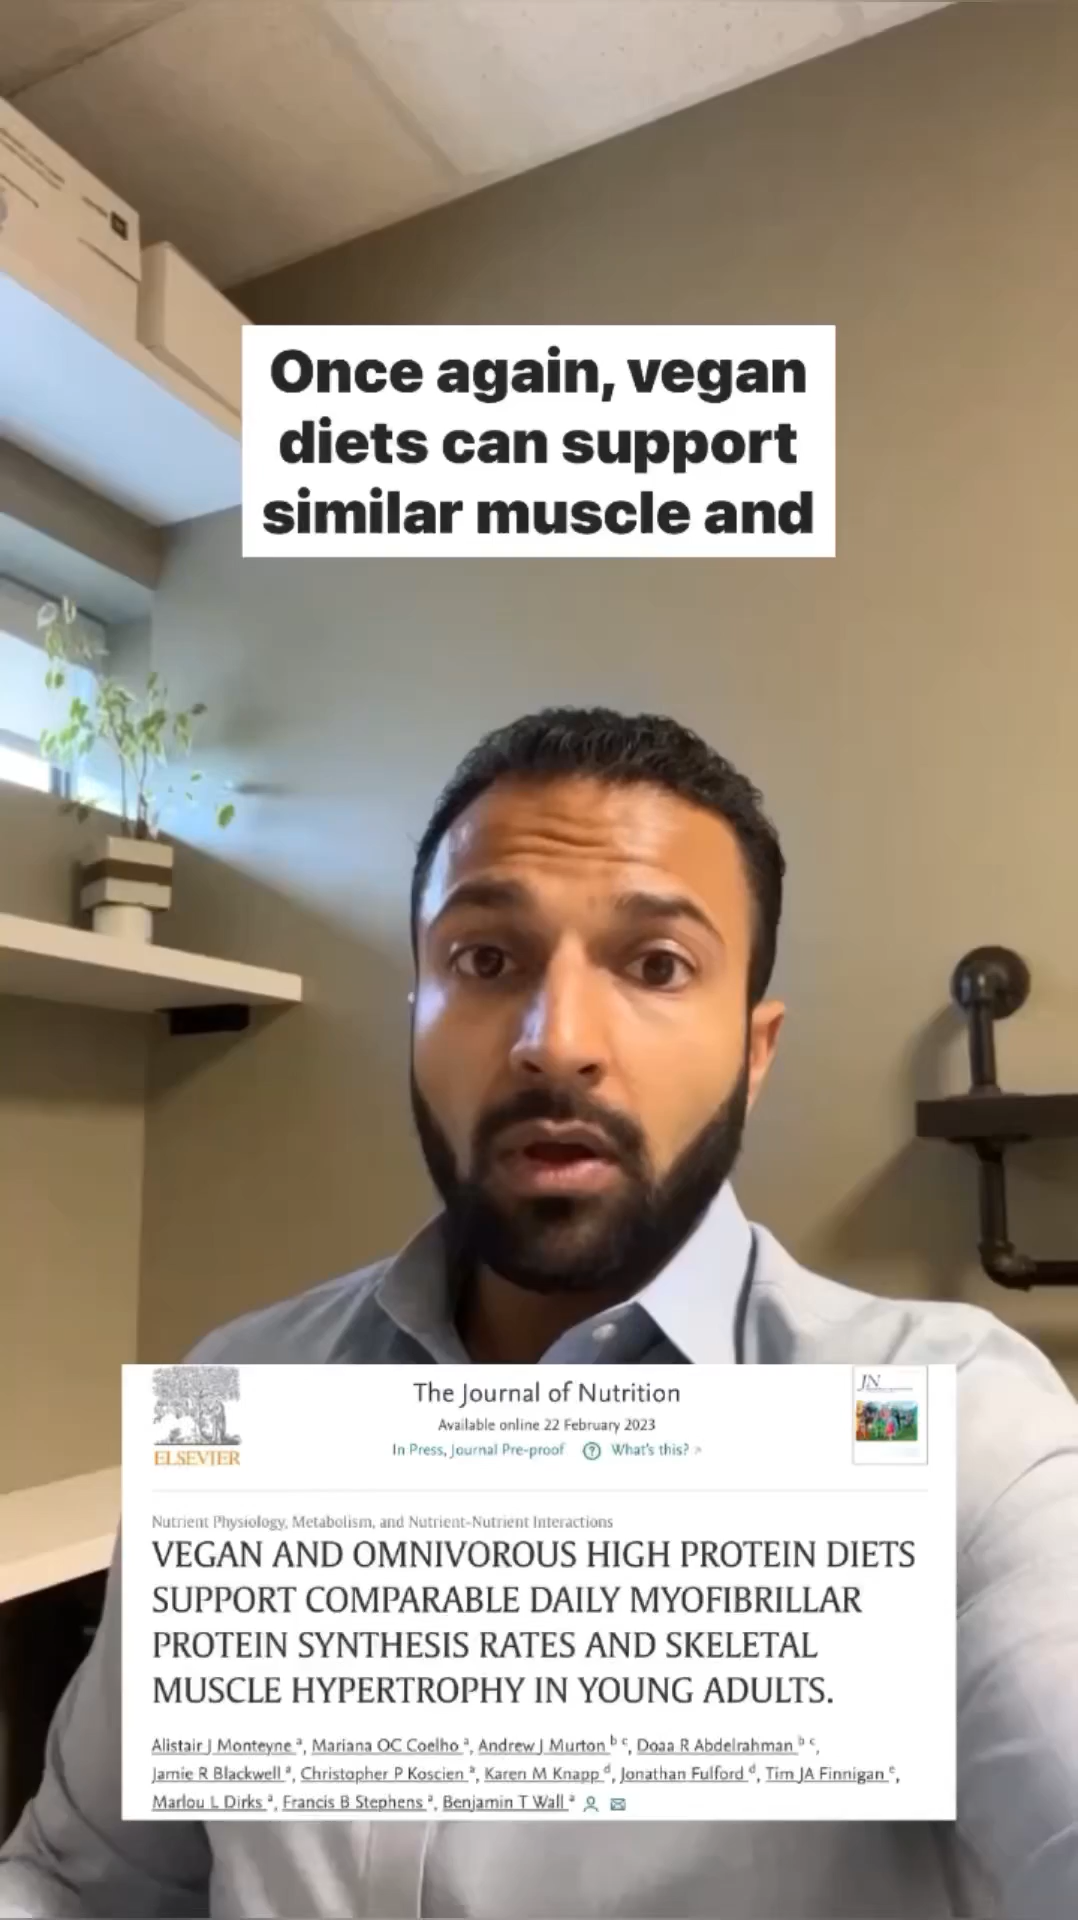 Once again, vegan
diets can support
similar muscle and
ELSEVIER
The Journal of Nutrition
Available online 22 February 2023
In Press, Journal Pre-proof ? What's this? >
JN
Nutrient Physiology, Metabolism, and Nutrient-Nutrient Interactions
VEGAN AND OMNIVOROUS HIGH PROTEIN DIETS
SUPPORT COMPARABLE DAILY MYOFIBRILLAR
PROTEIN SYNTHESIS RATES AND SKELETAL
MUSCLE HYPERTROPHY IN YOUNG ADULTS.
Alistair J Monteyne a, Mariana OC Coelho a, Andrew J Murton b c, Doaa R Abdelrahman b c,
Jamie R Blackwell a, Christopher P Koscien a, Karen M Knapp d, Jonathan Fulford d, Tim JA Finnigan e,
Marlou L Dirks a, Francis B Stephens a, Benjamin T Wall a